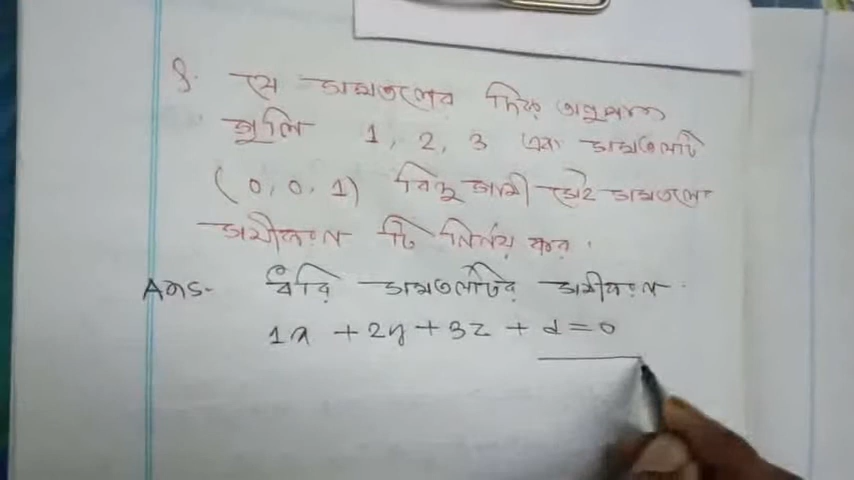 9. যে সমতলের দিক অনুপাত
গুলি 1, 2, 3 এবং সমতলটি
(0, 0, 1) বিন্দুগামী সেই সমতলের
সমীকরণ টি নির্ণয় কর।
Ans- ধরি সমতলটির সমীকরণ
1x + 2y + 3z + d = 0